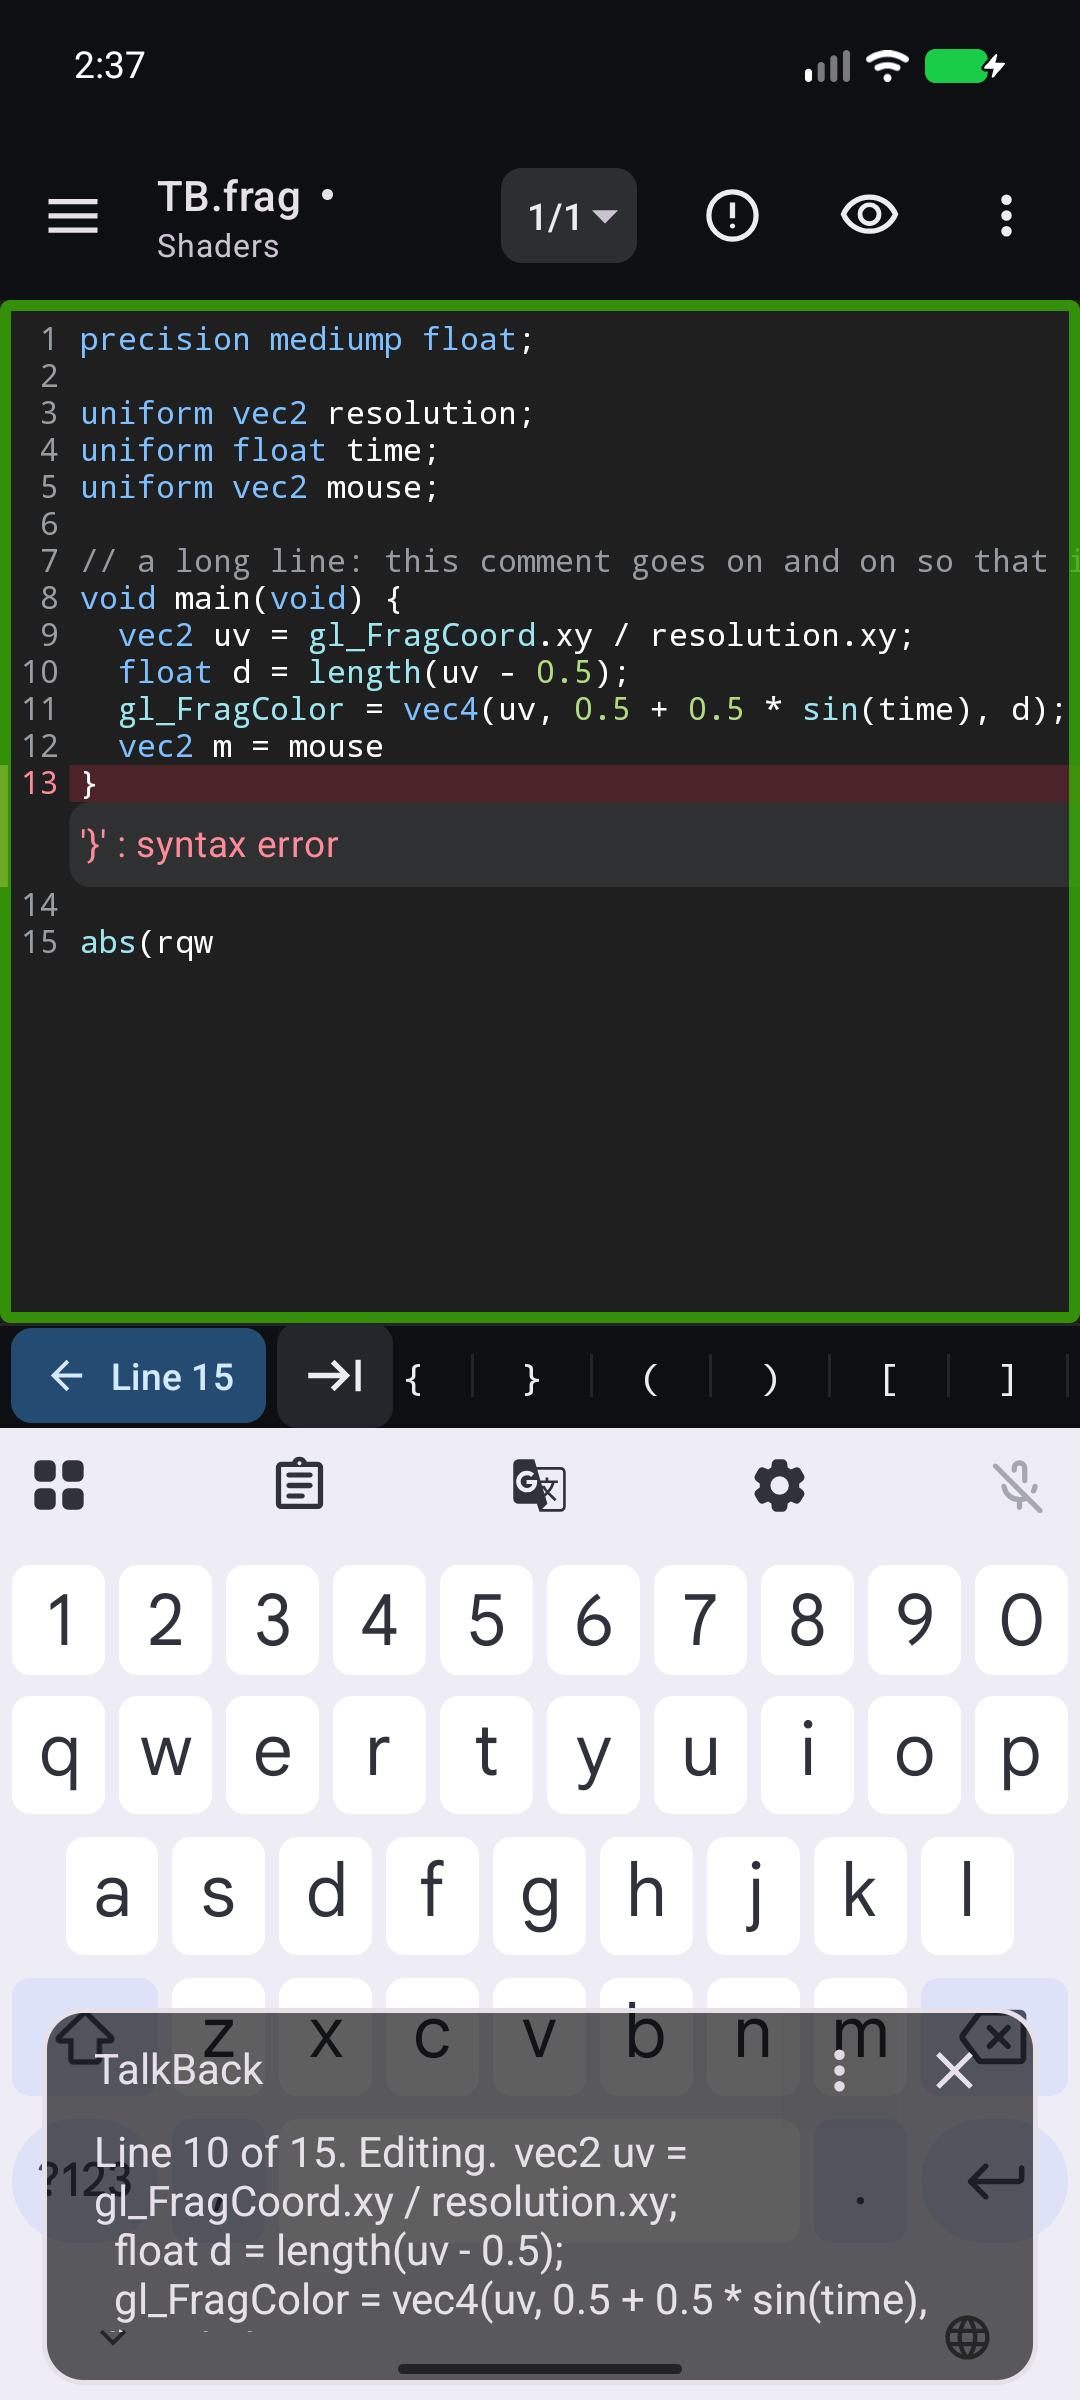 2:37
TB.frag •
Shaders
1/1
1 precision mediump float;
2
3 uniform vec2 resolution;
4 uniform float time;
5 uniform vec2 mouse;
6
7 // a long line: this comment goes on and on so that i
8 void main(void) {
9   vec2 uv = gl_FragCoord.xy / resolution.xy;
10   float d = length(uv - 0.5);
11   gl_FragColor = vec4(uv, 0.5 + 0.5 * sin(time), d);
12   vec2 m = mouse
13 }
'}' : syntax error
14
15 abs(rqw
Line 15 { } ( ) [ ]
1 2 3 4 5 6 7 8 9 0
q w e r t y u i o p
a s d f g h j k l
z x c v b n m
TalkBack
?123 , .
Line 10 of 15. Editing.  vec2 uv =
gl_FragCoord.xy / resolution.xy;
float d = length(uv - 0.5);
gl_FragColor = vec4(uv, 0.5 + 0.5 * sin(time),